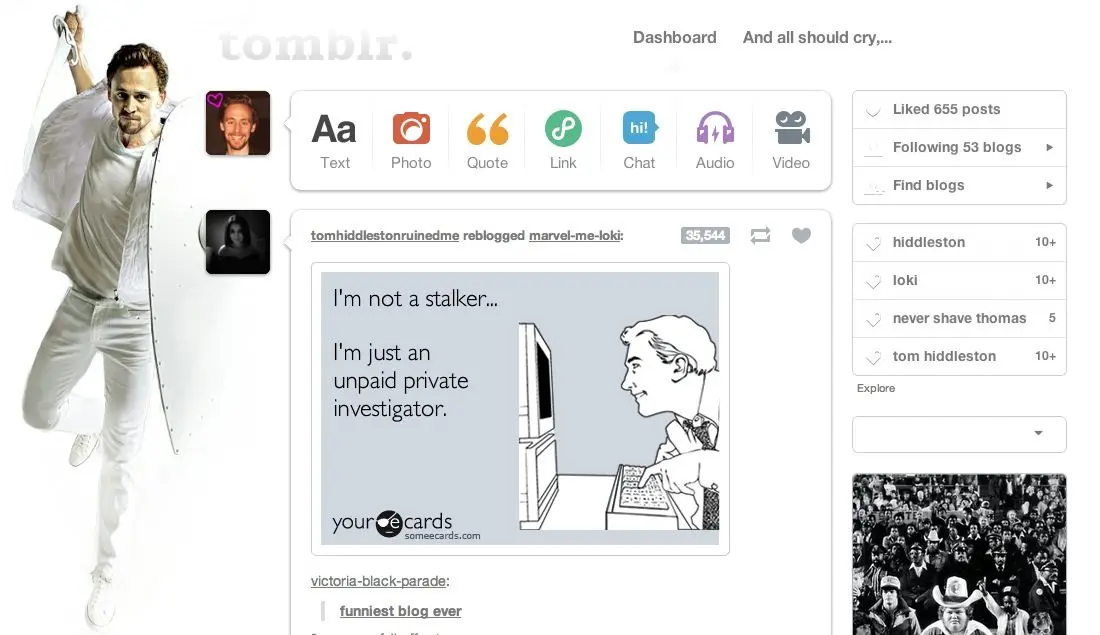 tomblr.
Dashboard And all should cry,...
Aa
hi!
Text Photo Quote Link Chat Audio Video
Liked 655 posts
Following 53 blogs
Find blogs
tomhiddlestonruinedme reblogged marvel-me-loki:
35,544
I'm not a stalker...
I'm just an
unpaid private
investigator.
your e cards
someecards.com
victoria-black-parade:
funniest blog ever
hiddleston 10+
loki 10+
never shave thomas 5
tom hiddleston 10+
Explore